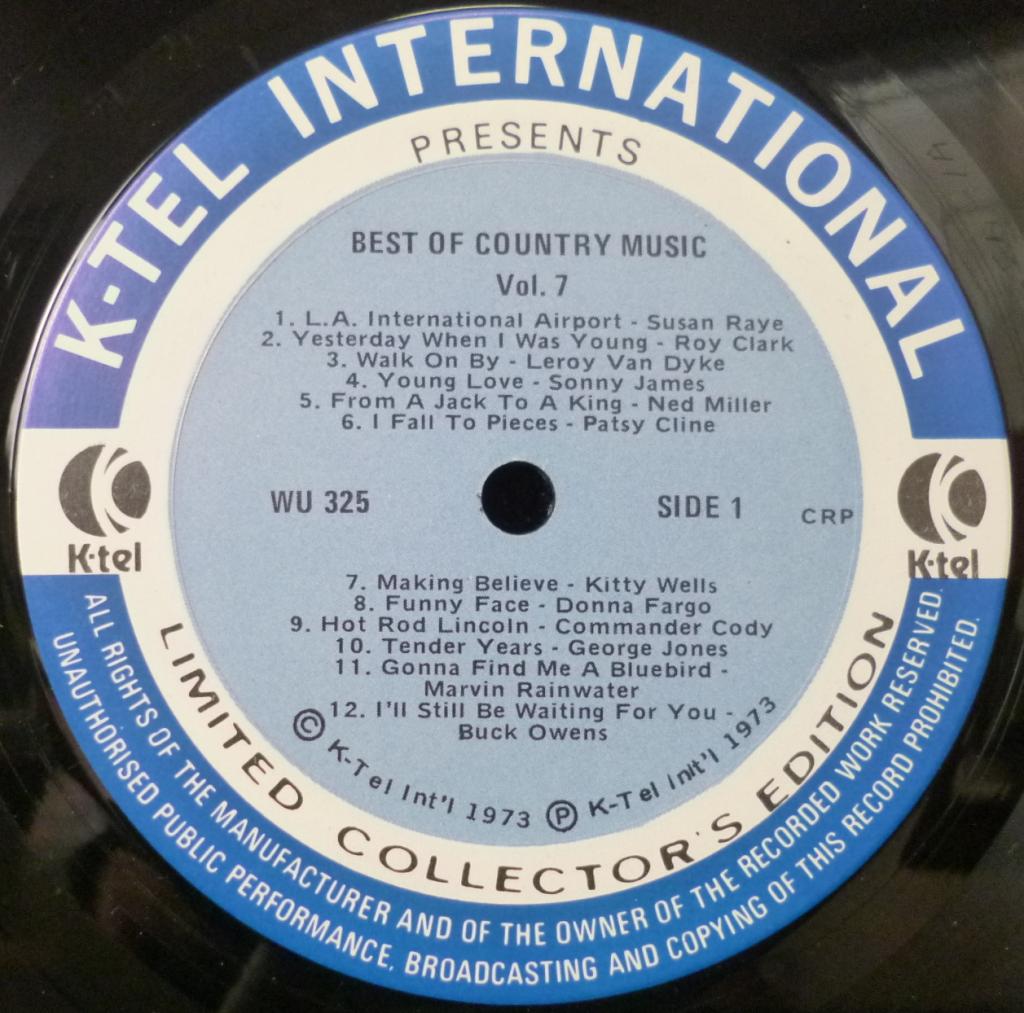 K-TEL INTERNATIONAL
PRESENTS
BEST OF COUNTRY MUSIC
Vol. 7
1. L.A. International Airport - Susan Raye
2. Yesterday When I Was Young - Roy Clark
3. Walk On By - Leroy Van Dyke
4. Young Love - Sonny James
5. From A Jack To A King - Ned Miller
6. I Fall To Pieces - Patsy Cline
WU 325
SIDE 1
CRP
K-tel
K-tel
7. Making Believe - Kitty Wells
8. Funny Face - Donna Fargo
9. Hot Rod Lincoln - Commander Cody
10. Tender Years - George Jones
11. Gonna Find Me A Bluebird -
Marvin Rainwater
12. I'll Still Be Waiting For You -
Buck Owens
© K-Tel Int'l 1973 ℗ K-Tel Int'l 1973
LIMITED COLLECTOR'S EDITION
ALL RIGHTS OF THE MANUFACTURER AND OF THE OWNER OF THE RECORDED WORK RESERVED.
UNAUTHORISED PUBLIC PERFORMANCE, BROADCASTING AND COPYING OF THIS RECORD PROHIBITED.